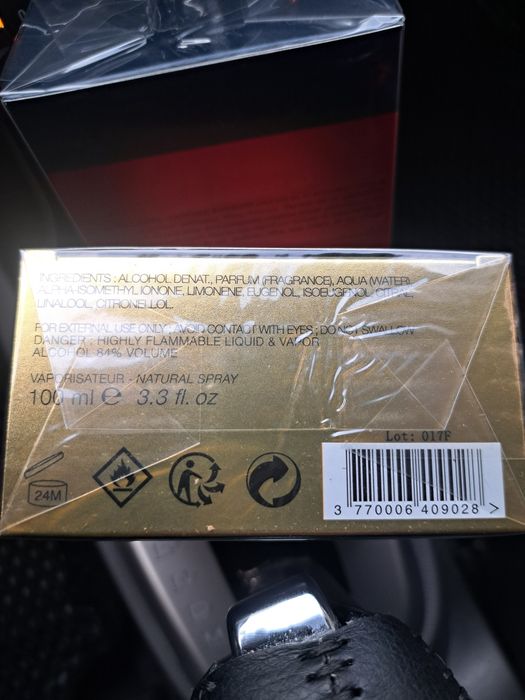 INGREDIENTS : ALCOHOL DENAT., PARFUM (FRAGRANCE), AQUA (WATER),
ALPHA-ISOMETHYL IONONE, LIMONENE, EUGENOL, ISOEUGENOL, CITRAL,
LINALOOL, CITRONELLOL.
FOR EXTERNAL USE ONLY ; AVOID CONTACT WITH EYES ; DO NOT SWALLOW
DANGER : HIGHLY FLAMMABLE LIQUID & VAPOR
ALCOHOL 84% VOLUME
VAPORISATEUR - NATURAL SPRAY
100 ml e 3.3 fl. oz
Lot: 017F
24M
3 770006 409028 >